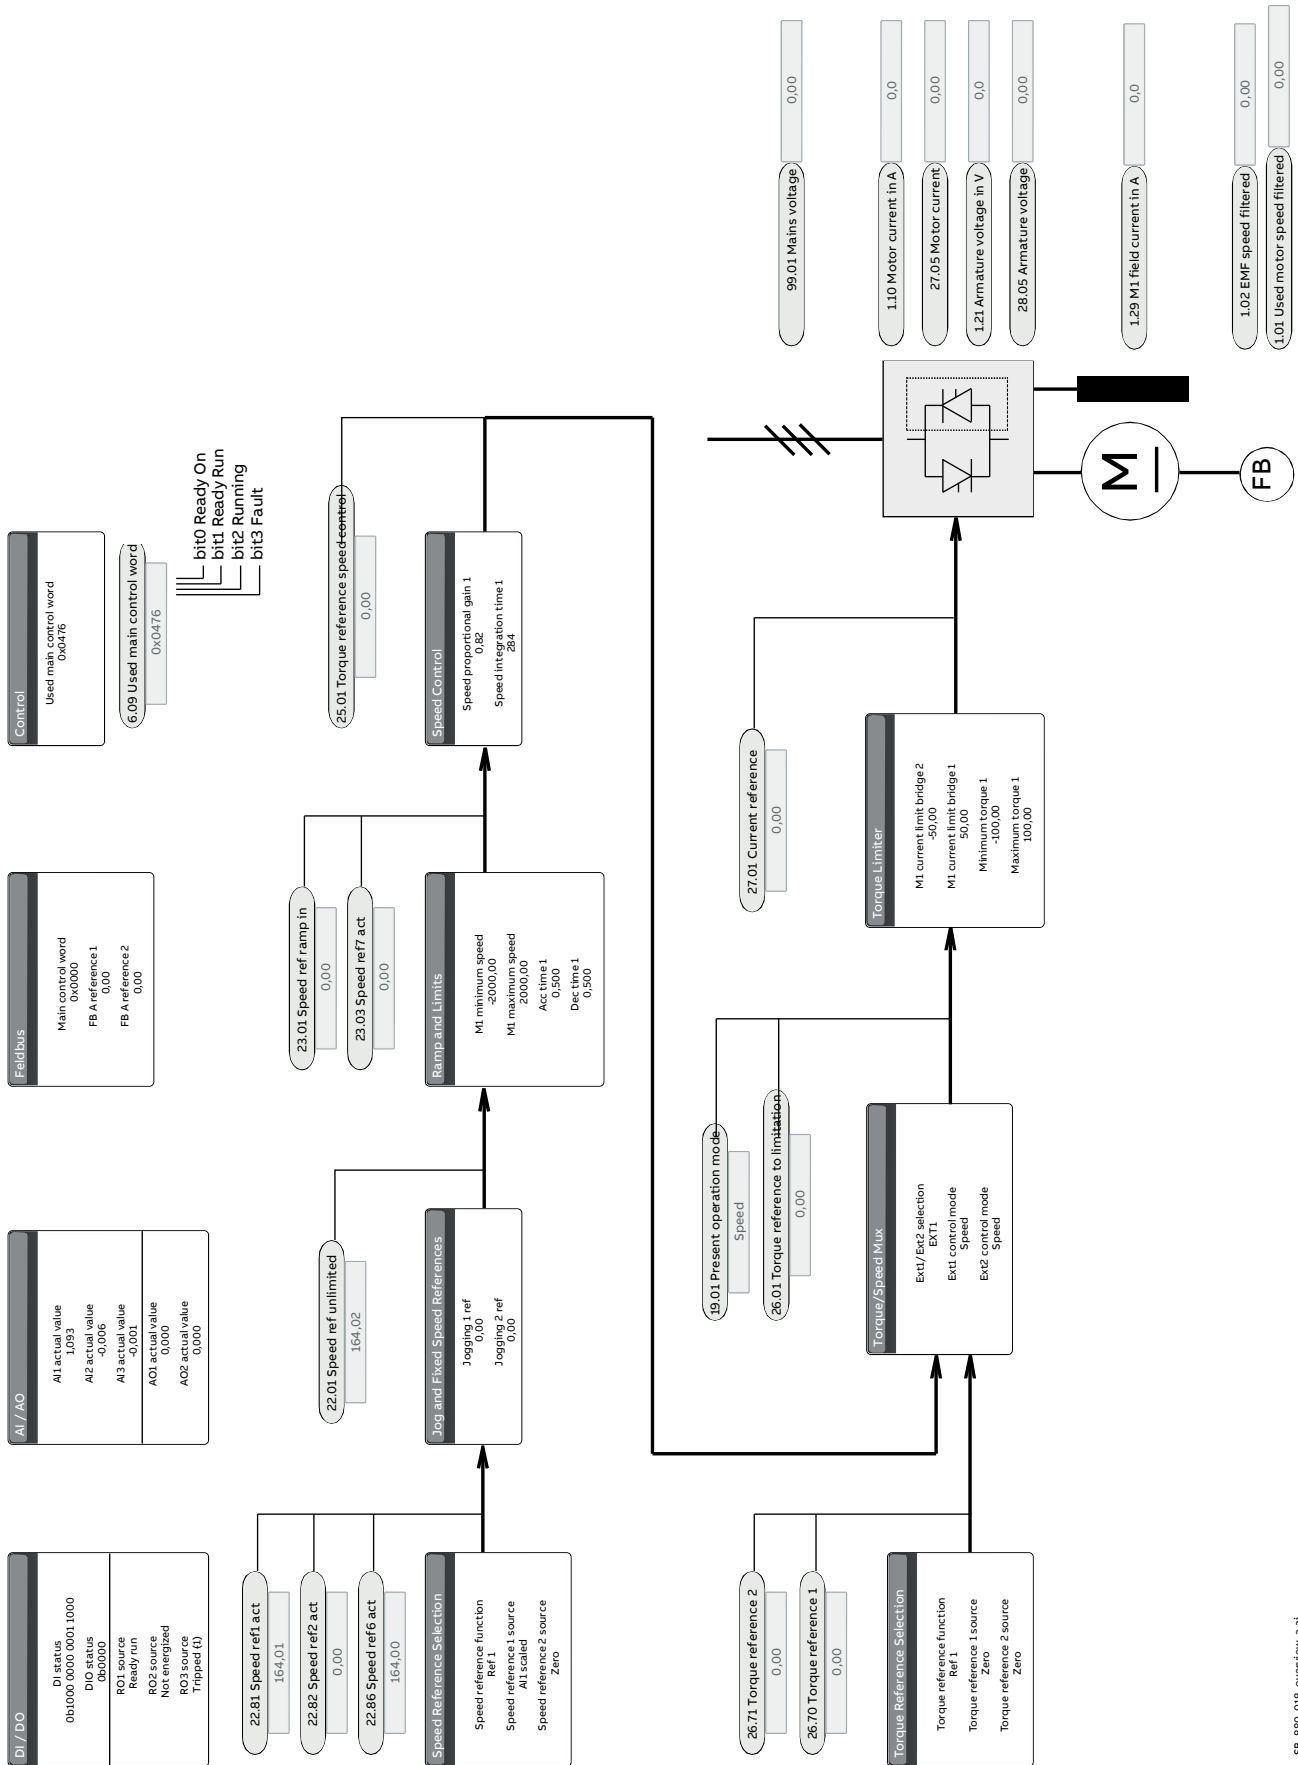 DI / DO
DI status
0b1000 0000 0001 1000
DIO status
0b0000
RO1 source
Ready run
RO2 source
Not energized
RO3 source
Tripped (-1)
AI / AO
AI1 actual value
1,093
AI2 actual value
-0,006
AI3 actual value
-0,001
AO1 actual value
0,000
AO2 actual value
0,000
Feldbus
Main control word
0x0000
FB A reference 1
0,00
FB A reference 2
0,00
Control
Used main control word
0x0476
6.09 Used main control word
0x0476
bit0 Ready On
bit1 Ready Run
bit2 Running
bit3 Fault
22.81 Speed ref1 act
164,01
22.82 Speed ref2 act
0,00
22.86 Speed ref6 act
164,00
22.01 Speed ref unlimited
164,02
23.01 Speed ref ramp in
0,00
23.03 Speed ref7 act
0,00
25.01 Torque reference speed control
0,00
Speed Reference Selection
Speed reference function
Ref 1
Speed reference 1 source
AI1 scaled
Speed reference 2 source
Zero
Jog and Fixed Speed References
Jogging 1 ref
0,00
Jogging 2 ref
0,00
Ramp and Limits
M1 minimum speed
-2000,00
M1 maximum speed
2000,00
Acc time 1
0,500
Dec time 1
0,500
Speed Control
Speed proportional gain 1
0,82
Speed integration time 1
284
26.71 Torque reference 2
0,00
26.70 Torque reference 1
0,00
19.01 Present operation mode
Speed
26.01 Torque reference to limitation
0,00
27.01 Current reference
0,00
Torque Reference Selection
Torque reference function
Ref 1
Torque reference 1 source
Zero
Torque reference 2 source
Zero
Torque/Speed Mux
Ext1/Ext2 selection
EXT1
Ext1 control mode
Speed
Ext2 control mode
Speed
Torque Limiter
M1 current limit bridge 2
-50,00
M1 current limit bridge 1
50,00
Minimum torque 1
-100,00
Maximum torque 1
100,00
M
FB
99.01 Mains voltage
0,00
1.10 Motor current in A
0,0
27.05 Motor current
0,00
1.21 Armature voltage in V
0,0
28.05 Armature voltage
0,00
1.29 M1 field current in A
0,0
1.02 EMF speed filtered
0,00
1.01 Used motor speed filtered
0,00